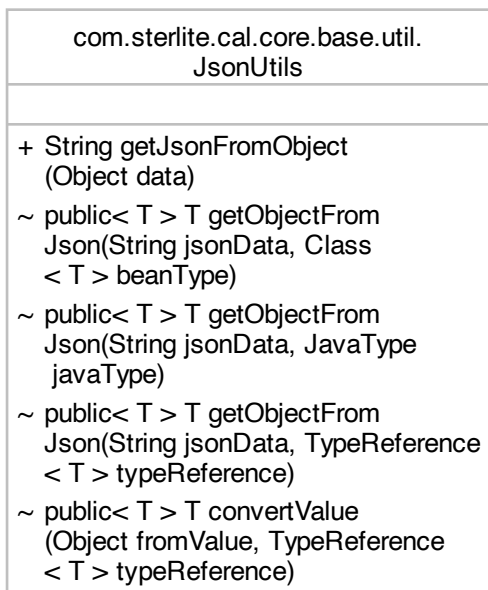 com.sterlite.cal.core.base.util.
JsonUtils
+ String getJsonFromObject
(Object data)
~ public< T > T getObjectFrom
Json(String jsonData, Class
< T > beanType)
~ public< T > T getObjectFrom
Json(String jsonData, JavaType
javaType)
~ public< T > T getObjectFrom
Json(String jsonData, TypeReference
< T > typeReference)
~ public< T > T convertValue
(Object fromValue, TypeReference
< T > typeReference)